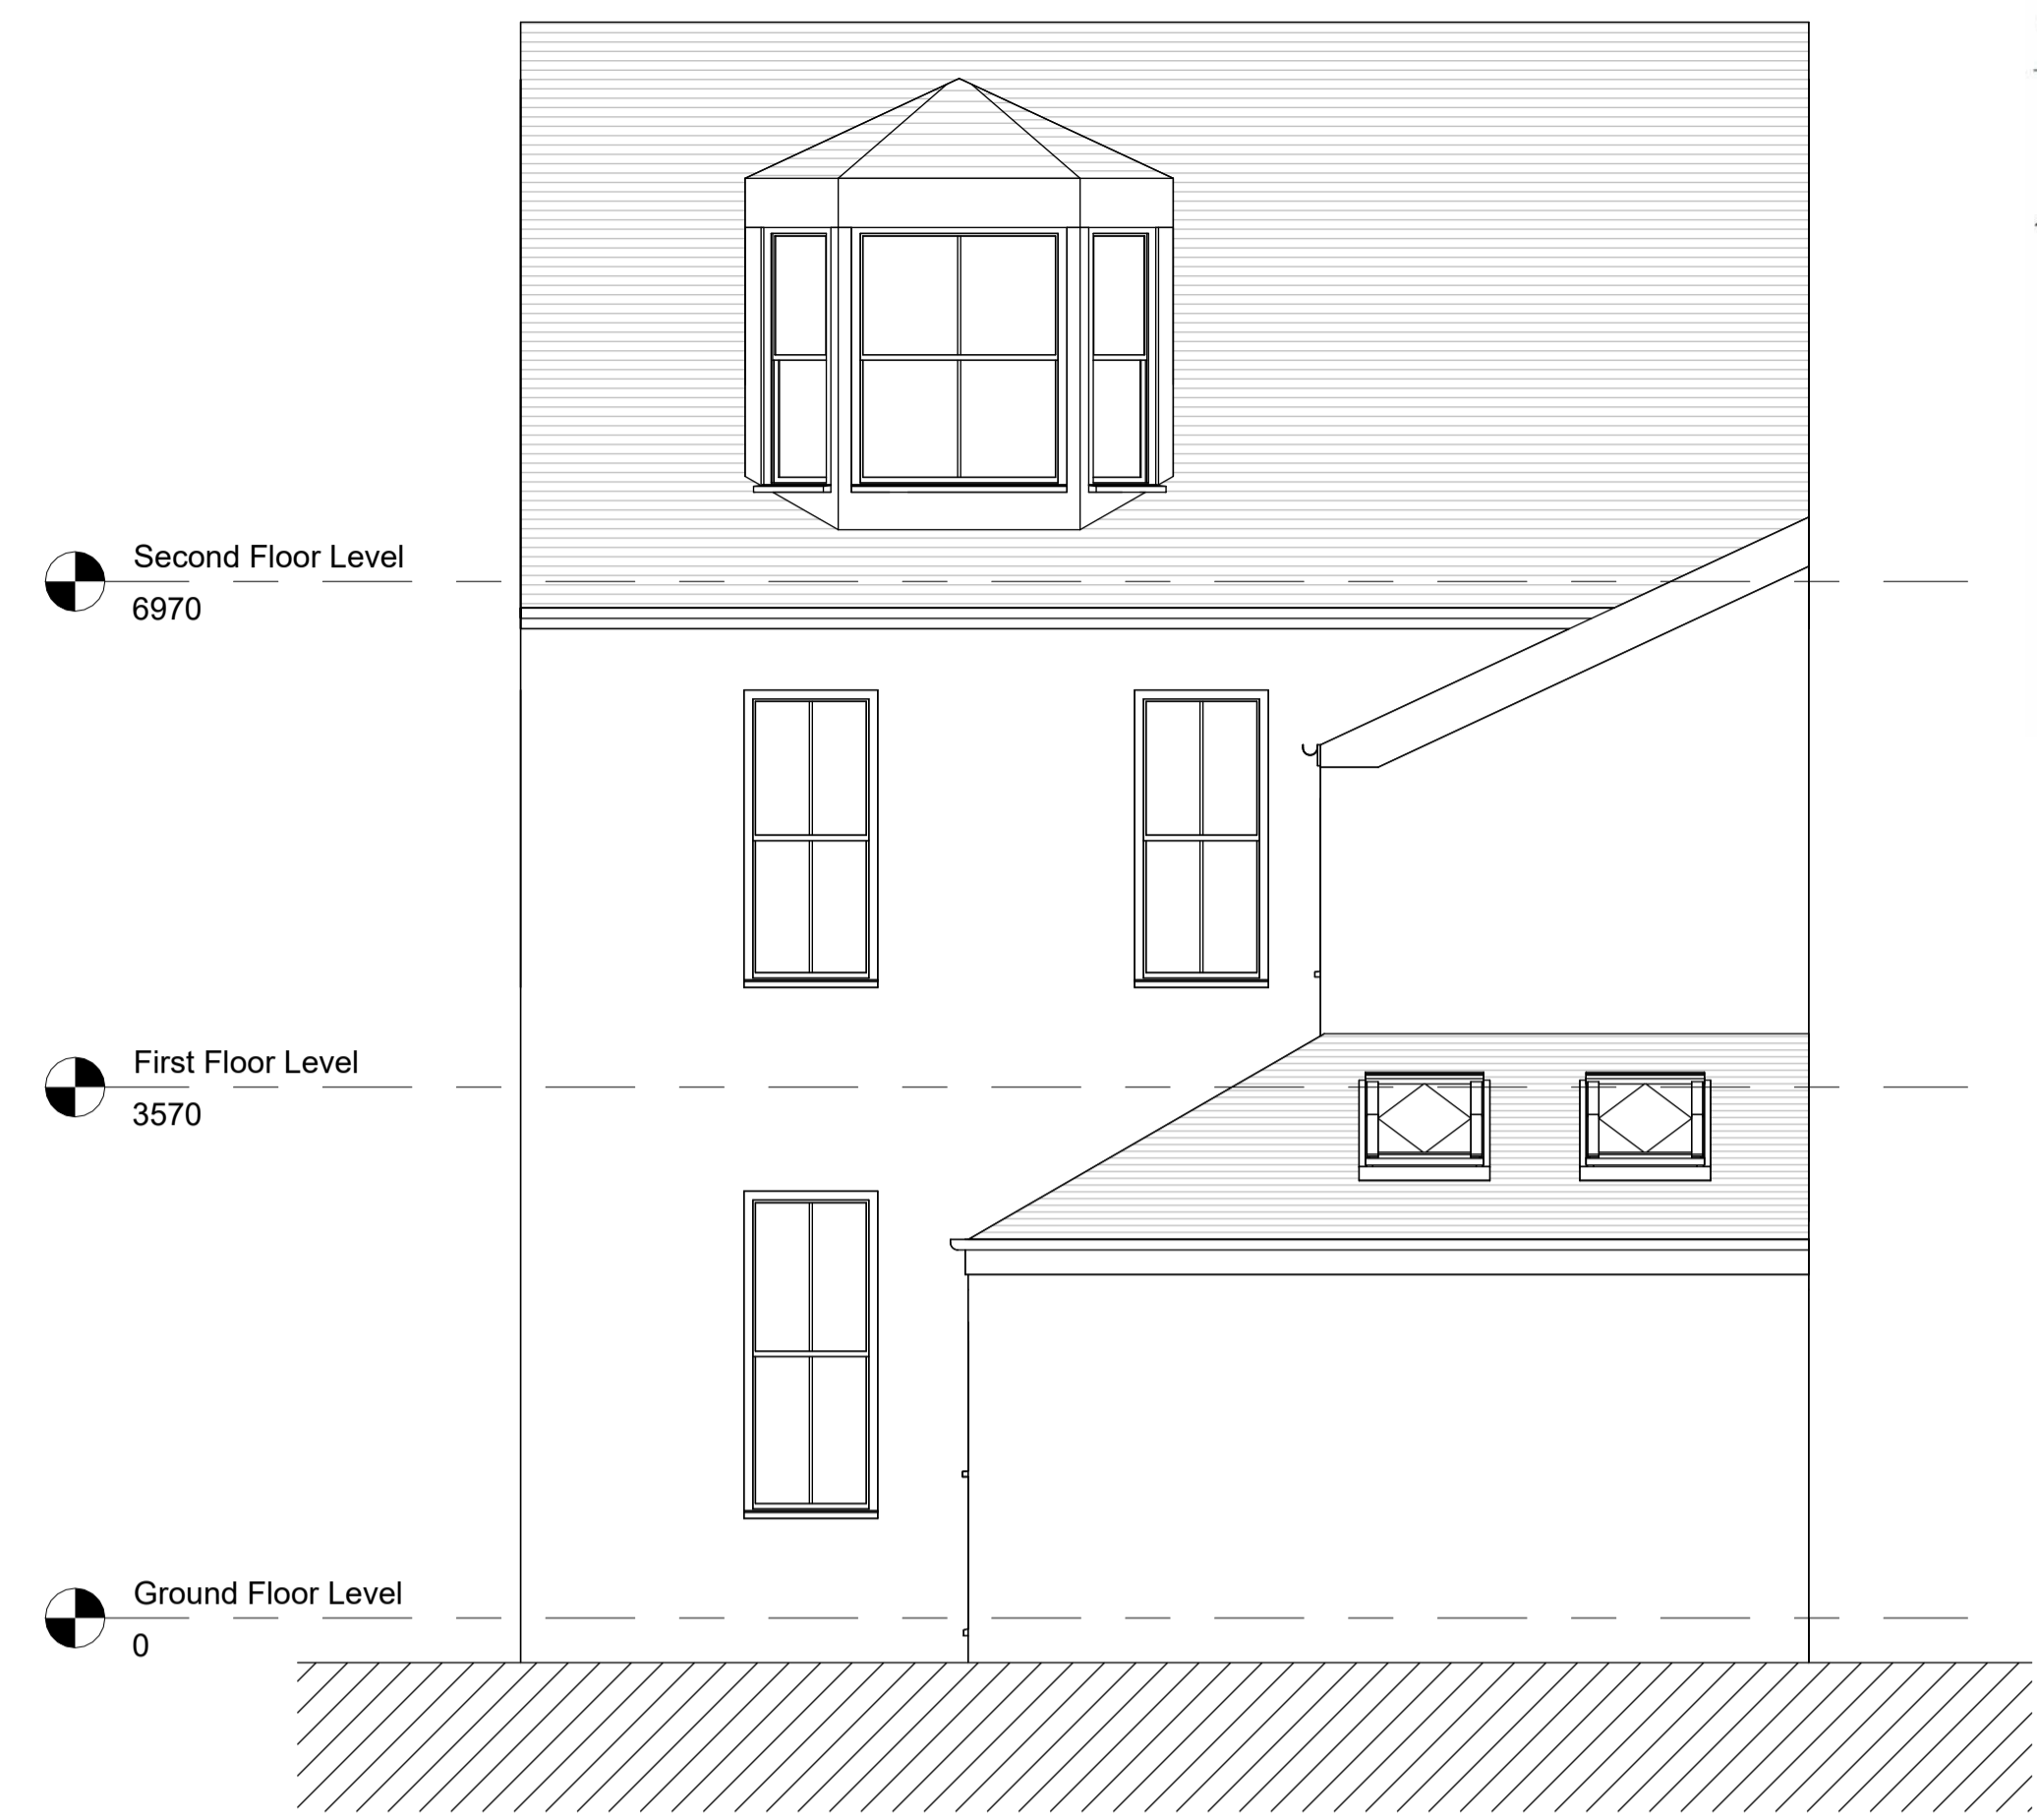 Second Floor Level
6970
First Floor Level
3570
Ground Floor Level
0